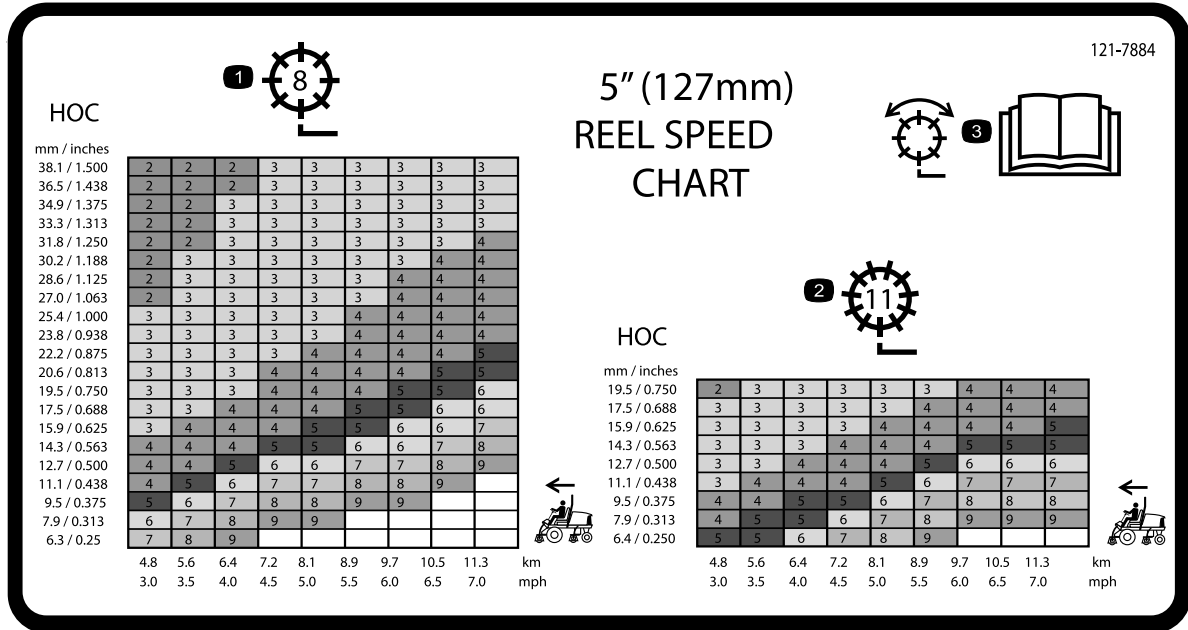 121-7884
1
8
5” (127mm)
REEL SPEED
CHART
3
HOC
mm / inches
38.1 / 1.500 2 2 2 3 3 3 3 3 3
36.5 / 1.438 2 2 2 3 3 3 3 3 3
34.9 / 1.375 2 2 3 3 3 3 3 3 3
33.3 / 1.313 2 2 3 3 3 3 3 3 3
31.8 / 1.250 2 2 3 3 3 3 3 3 4
30.2 / 1.188 2 3 3 3 3 3 3 4 4
28.6 / 1.125 2 3 3 3 3 3 4 4 4
27.0 / 1.063 2 3 3 3 3 3 4 4 4
25.4 / 1.000 3 3 3 3 3 4 4 4 4
23.8 / 0.938 3 3 3 3 3 4 4 4 4
22.2 / 0.875 3 3 3 3 4 4 4 4 5
20.6 / 0.813 3 3 3 4 4 4 4 5 5
19.5 / 0.750 3 3 3 4 4 4 5 5 6
17.5 / 0.688 3 3 4 4 4 5 5 6 6
15.9 / 0.625 3 4 4 4 5 5 6 6 7
14.3 / 0.563 4 4 4 5 5 6 6 7 8
12.7 / 0.500 4 4 5 6 6 7 7 8 9
11.1 / 0.438 4 5 6 7 7 8 8 9
9.5 / 0.375 5 6 7 8 8 9 9
7.9 / 0.313 6 7 8 9 9
6.3 / 0.25 7 8 9
4.8 5.6 6.4 7.2 8.1 8.9 9.7 10.5 11.3 km
3.0 3.5 4.0 4.5 5.0 5.5 6.0 6.5 7.0 mph
2
11
HOC
mm / inches
19.5 / 0.750 2 3 3 3 3 3 4 4 4
17.5 / 0.688 3 3 3 3 3 4 4 4 4
15.9 / 0.625 3 3 3 3 4 4 4 4 5
14.3 / 0.563 3 3 3 4 4 4 5 5 5
12.7 / 0.500 3 3 4 4 4 5 6 6 6
11.1 / 0.438 3 4 4 4 5 6 7 7 7
9.5 / 0.375 4 4 5 5 6 7 8 8 8
7.9 / 0.313 4 5 5 6 7 8 9 9 9
6.4 / 0.250 5 5 6 7 8 9
4.8 5.6 6.4 7.2 8.1 8.9 9.7 10.5 11.3 km
3.0 3.5 4.0 4.5 5.0 5.5 6.0 6.5 7.0 mph